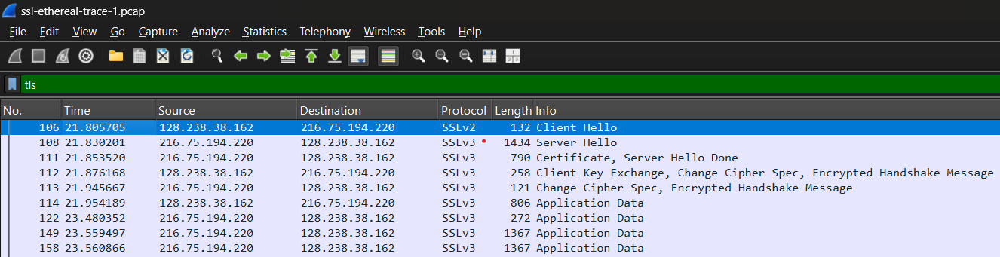 ssl-ethereal-trace-1.pcap
File Edit View Go Capture Analyze Statistics Telephony Wireless Tools Help
tls
No. Time Source Destination Protocol Length Info
106 21.805705 128.238.38.162 216.75.194.220 SSLv2 132 Client Hello
108 21.830201 216.75.194.220 128.238.38.162 SSLv3 1434 Server Hello
111 21.853520 216.75.194.220 128.238.38.162 SSLv3 790 Certificate, Server Hello Done
112 21.876168 128.238.38.162 216.75.194.220 SSLv3 258 Client Key Exchange, Change Cipher Spec, Encrypted Handshake Message
113 21.945667 216.75.194.220 128.238.38.162 SSLv3 121 Change Cipher Spec, Encrypted Handshake Message
114 21.954189 128.238.38.162 216.75.194.220 SSLv3 806 Application Data
122 23.480352 216.75.194.220 128.238.38.162 SSLv3 272 Application Data
149 23.559497 216.75.194.220 128.238.38.162 SSLv3 1367 Application Data
158 23.560866 216.75.194.220 128.238.38.162 SSLv3 1367 Application Data